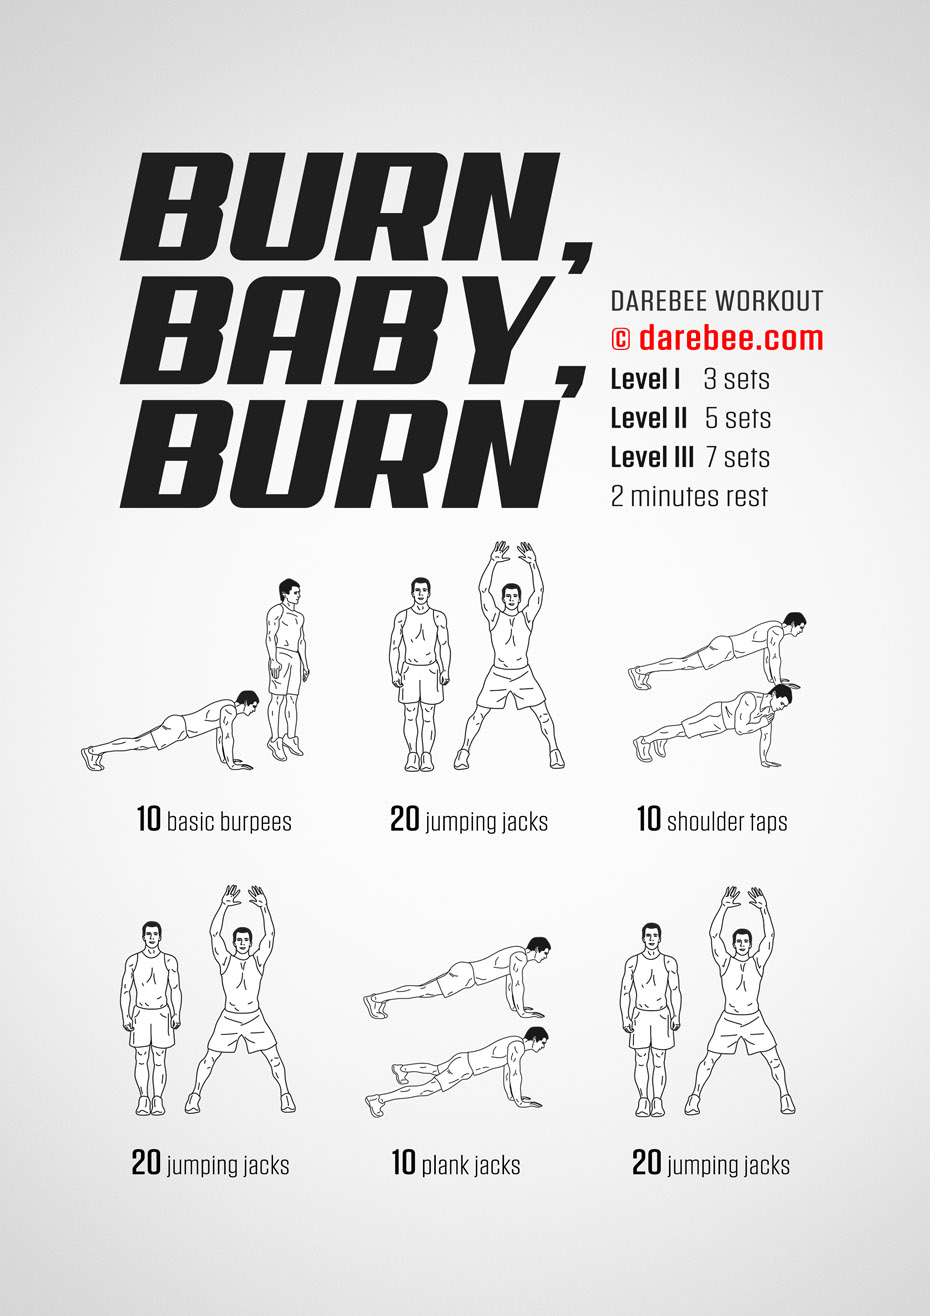 BURN,
BABY,
BURN
DAREBEE WORKOUT
© darebee.com
Level I 3 sets
Level II 5 sets
Level III 7 sets
2 minutes rest
10 basic burpees
20 jumping jacks
10 shoulder taps
20 jumping jacks
10 plank jacks
20 jumping jacks